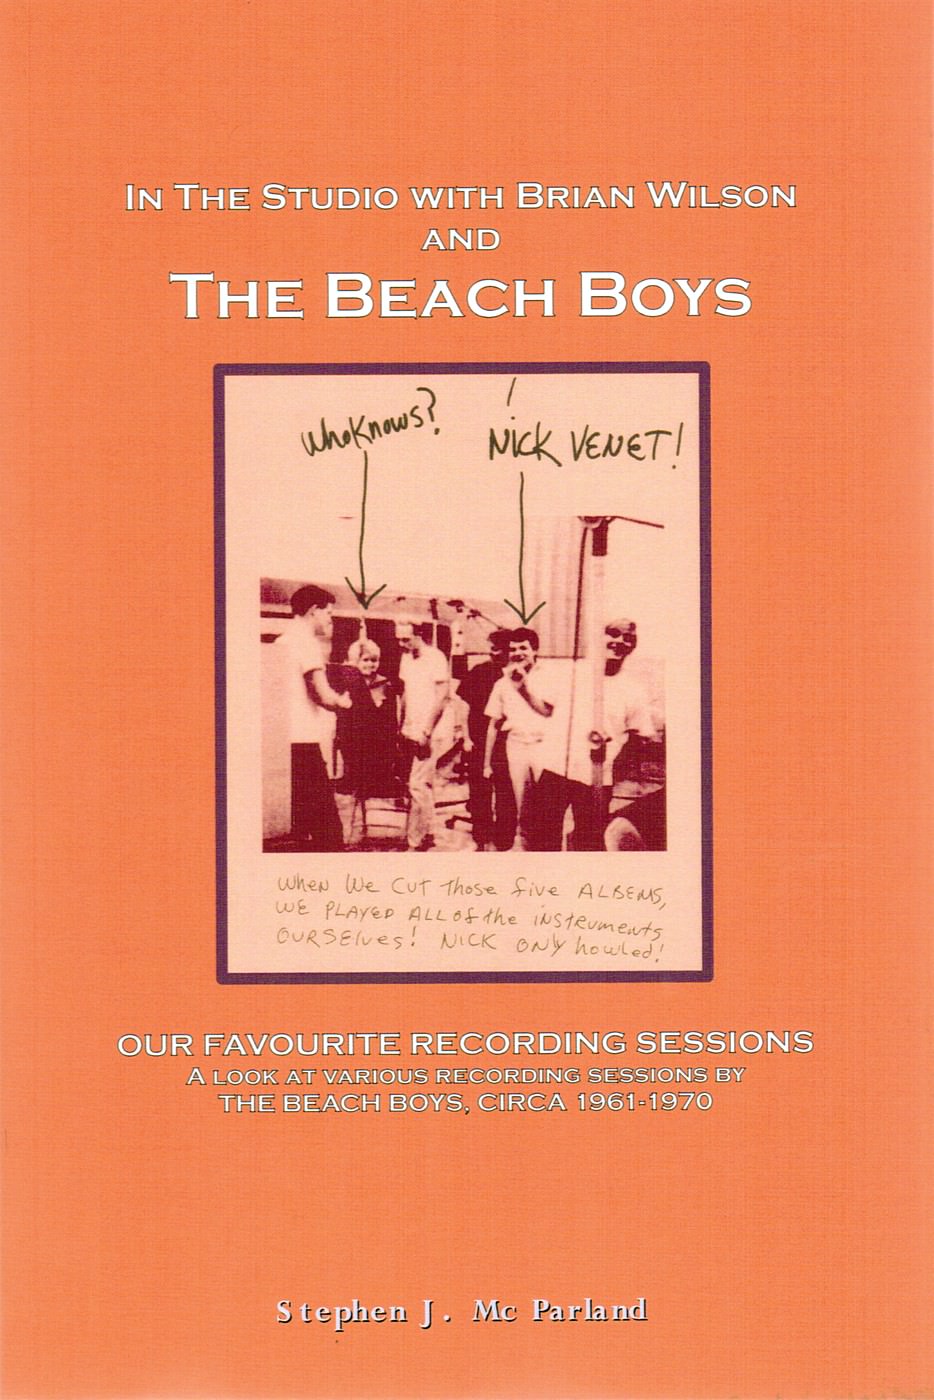 In The Studio with Brian Wilson
and
The Beach Boys
WhoKnows?
NiCK VENET!
When We CUT Those five ALBEMS,
WE PLAYED ALL of the iNSTRuments
OURSElves! NiCK ONly howled!
OUR FAVOURITE RECORDING SESSIONS
A LOOK AT VARIOUS RECORDING SESSIONS BY
THE BEACH BOYS, CIRCA 1961-1970
Stephen J. Mc Parland